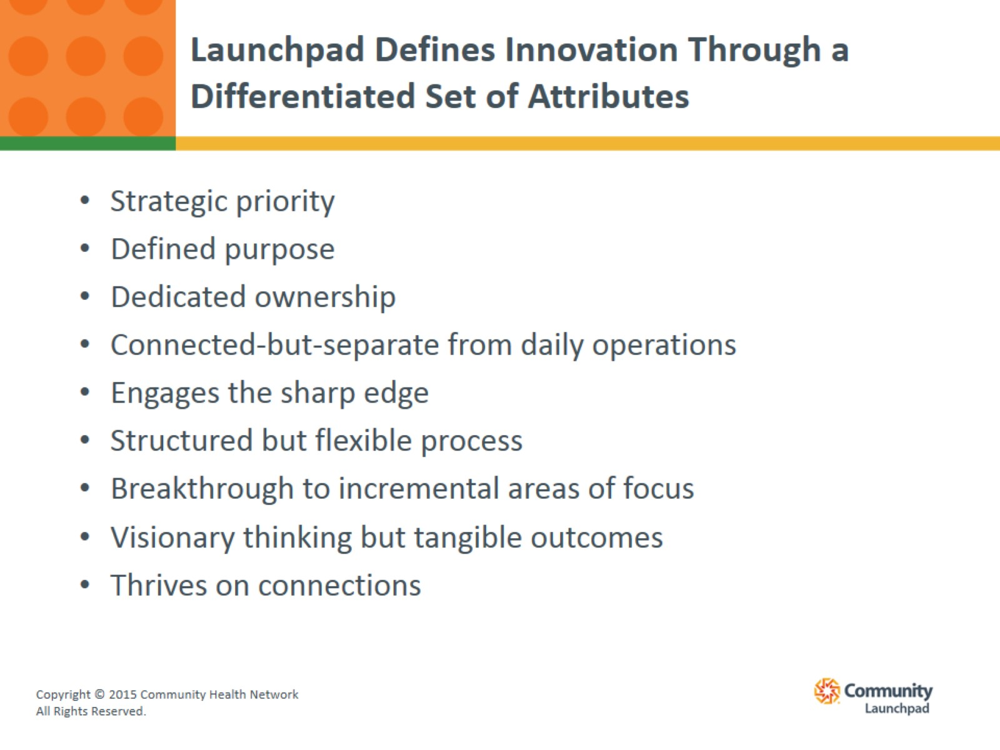 Launchpad Defines Innovation Through a
Differentiated Set of Attributes
• Strategic priority
• Defined purpose
• Dedicated ownership
• Connected-but-separate from daily operations
• Engages the sharp edge
• Structured but flexible process
• Breakthrough to incremental areas of focus
• Visionary thinking but tangible outcomes
• Thrives on connections
Copyright © 2015 Community Health Network
All Rights Reserved.
Community
Launchpad